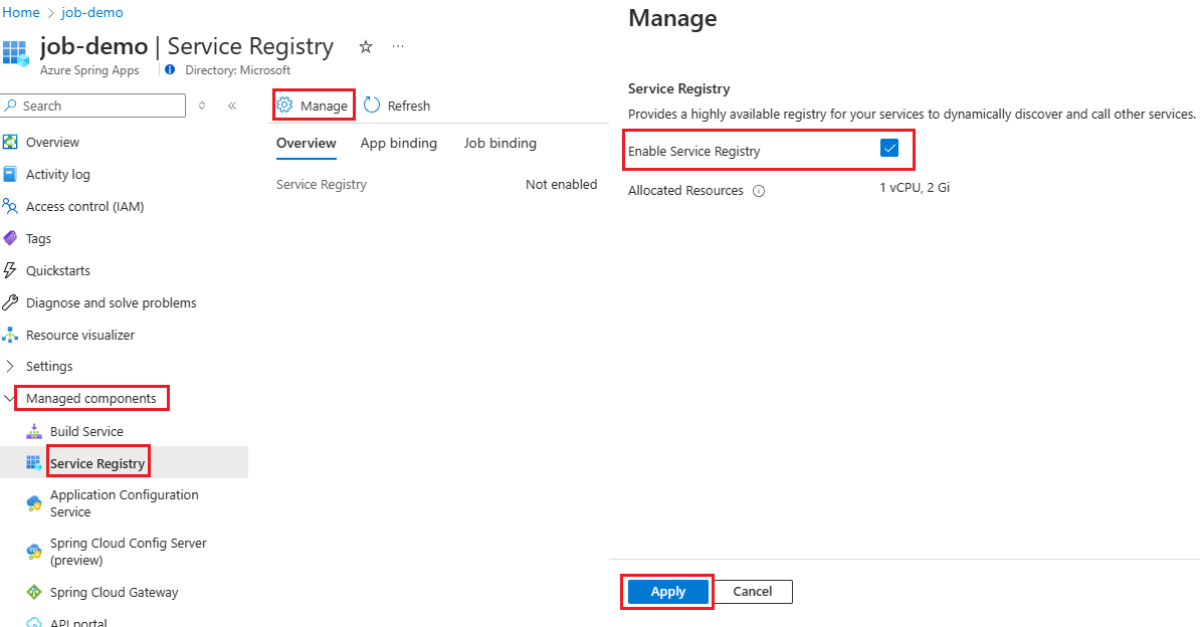 Home > job-demo
job-demo | Service Registry
Azure Spring Apps
Directory: Microsoft
Search
Overview
Activity log
Access control (IAM)
Tags
Quickstarts
Diagnose and solve problems
Resource visualizer
Settings
Managed components
Build Service
Service Registry
Application Configuration
Service
Spring Cloud Config Server
(preview)
Spring Cloud Gateway
API portal
Manage
Refresh
Overview
App binding
Job binding
Service Registry
Not enabled
Manage
Service Registry
Provides a highly available registry for your services to dynamically discover and call other services.
Enable Service Registry
Allocated Resources
1 vCPU, 2 Gi
Apply
Cancel